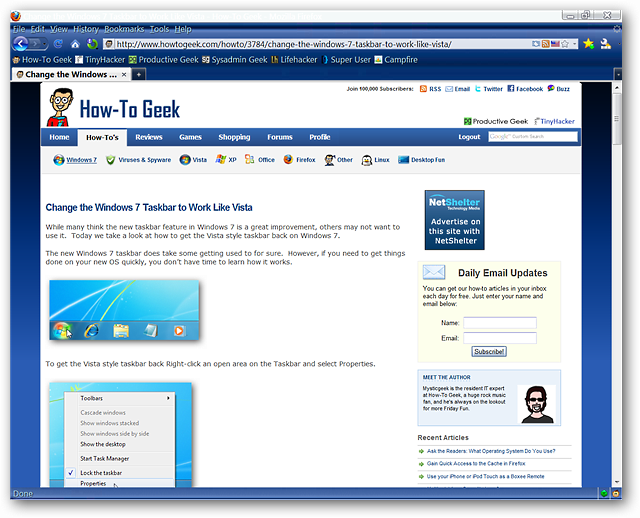 File Edit View History Bookmarks Tools Help
http://www.howtogeek.com/howto/3784/change-the-windows-7-taskbar-to-work-like-vista/
How-To Geek TinyHacker Productive Geek Sysadmin Geek Lifehacker Super User Campfire
Change the Windows ...
Join 100,000 Subscribers: RSS Email Twitter Facebook Buzz
How-To Geek
Productive Geek TinyHacker
Home How-To's Reviews Games Shopping Forums Profile Logout
Windows 7 Viruses & Spyware Vista XP Office Firefox Other Linux Desktop Fun
Change the Windows 7 Taskbar to Work Like Vista
While many think the new taskbar feature in Windows 7 is a great improvement, others may not want to
use it. Today we take a look at how to get the Vista style taskbar back on Windows 7.
The new Windows 7 taskbar does take some getting used to for sure. However, if you need to get things
done on your new OS quickly, you don't have time to learn how it works.
To get the Vista style taskbar back Right-click an open area on the Taskbar and select Properties.
Toolbars
Cascade windows
Show windows stacked
Show windows side by side
Show the desktop
Start Task Manager
Lock the taskbar
Properties
NetShelter
Technology Media
Advertise on
this site with
NetShelter
Daily Email Updates
You can get our how-to articles in your inbox
each day for free. Just enter your name and
email below:
Name:
Email:
Subscribe!
MEET THE AUTHOR
Mysticgeek is the resident IT expert
at How-To Geek, a huge rock music
fan, and he's always on the lookout
for more Friday Fun.
Recent Articles
Ask the Readers: What Operating System Do You Use?
Gain Quick Access to the Cache in Firefox
Use your iPhone or iPod Touch as a Boxee Remote
Done